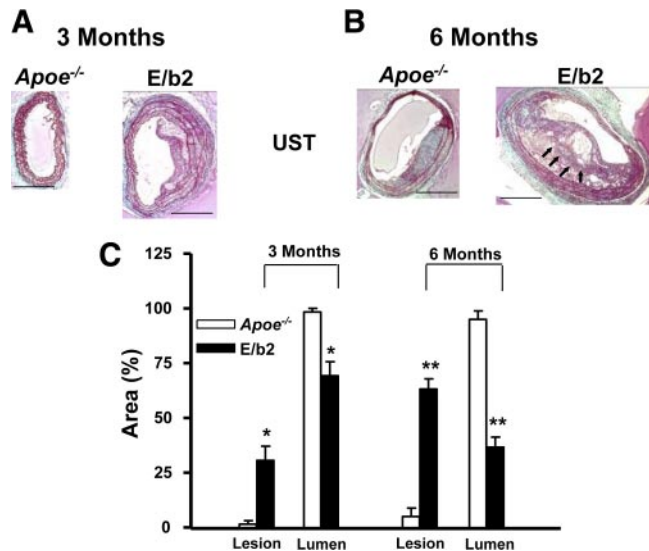 A
3 Months
B
6 Months
Apoe-/-
E/b2
UST
Apoe-/-
E/b2
C
3 Months
6 Months
Area (%)
125
100
75
50
25
0
Apoe-/-
E/b2
*
*
**
**
Lesion
Lumen
Lesion
Lumen